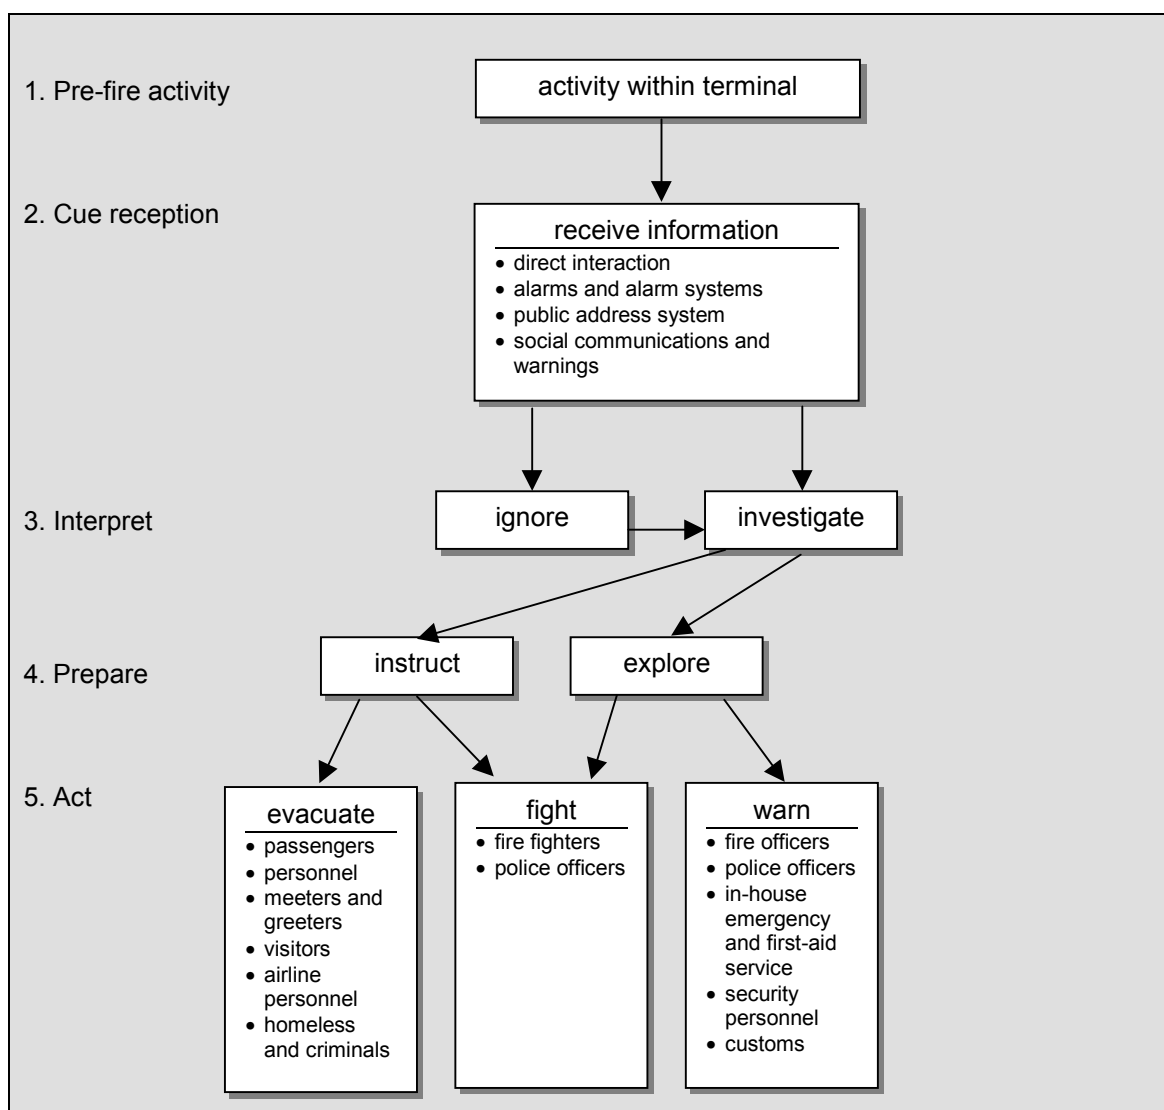 1. Pre-fire activity
activity within terminal
2. Cue reception
receive information
• direct interaction
• alarms and alarm systems
• public address system
• social communications and
warnings
3. Interpret
ignore
investigate
4. Prepare
instruct
explore
5. Act
evacuate
• passengers
• personnel
• meeters and
greeters
• visitors
• airline
personnel
• homeless
and criminals
fight
• fire fighters
• police officers
warn
• fire officers
• police officers
• in-house
emergency
and first-aid
service
• security
personnel
• customs